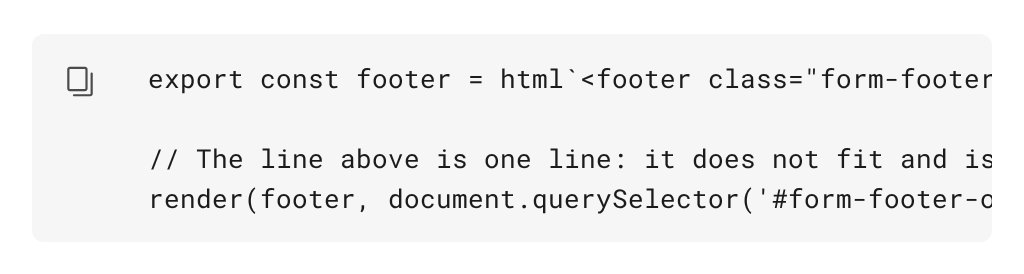 export const footer = html`<footer class="form-footer
// The line above is one line: it does not fit and is
render(footer, document.querySelector('#form-footer-